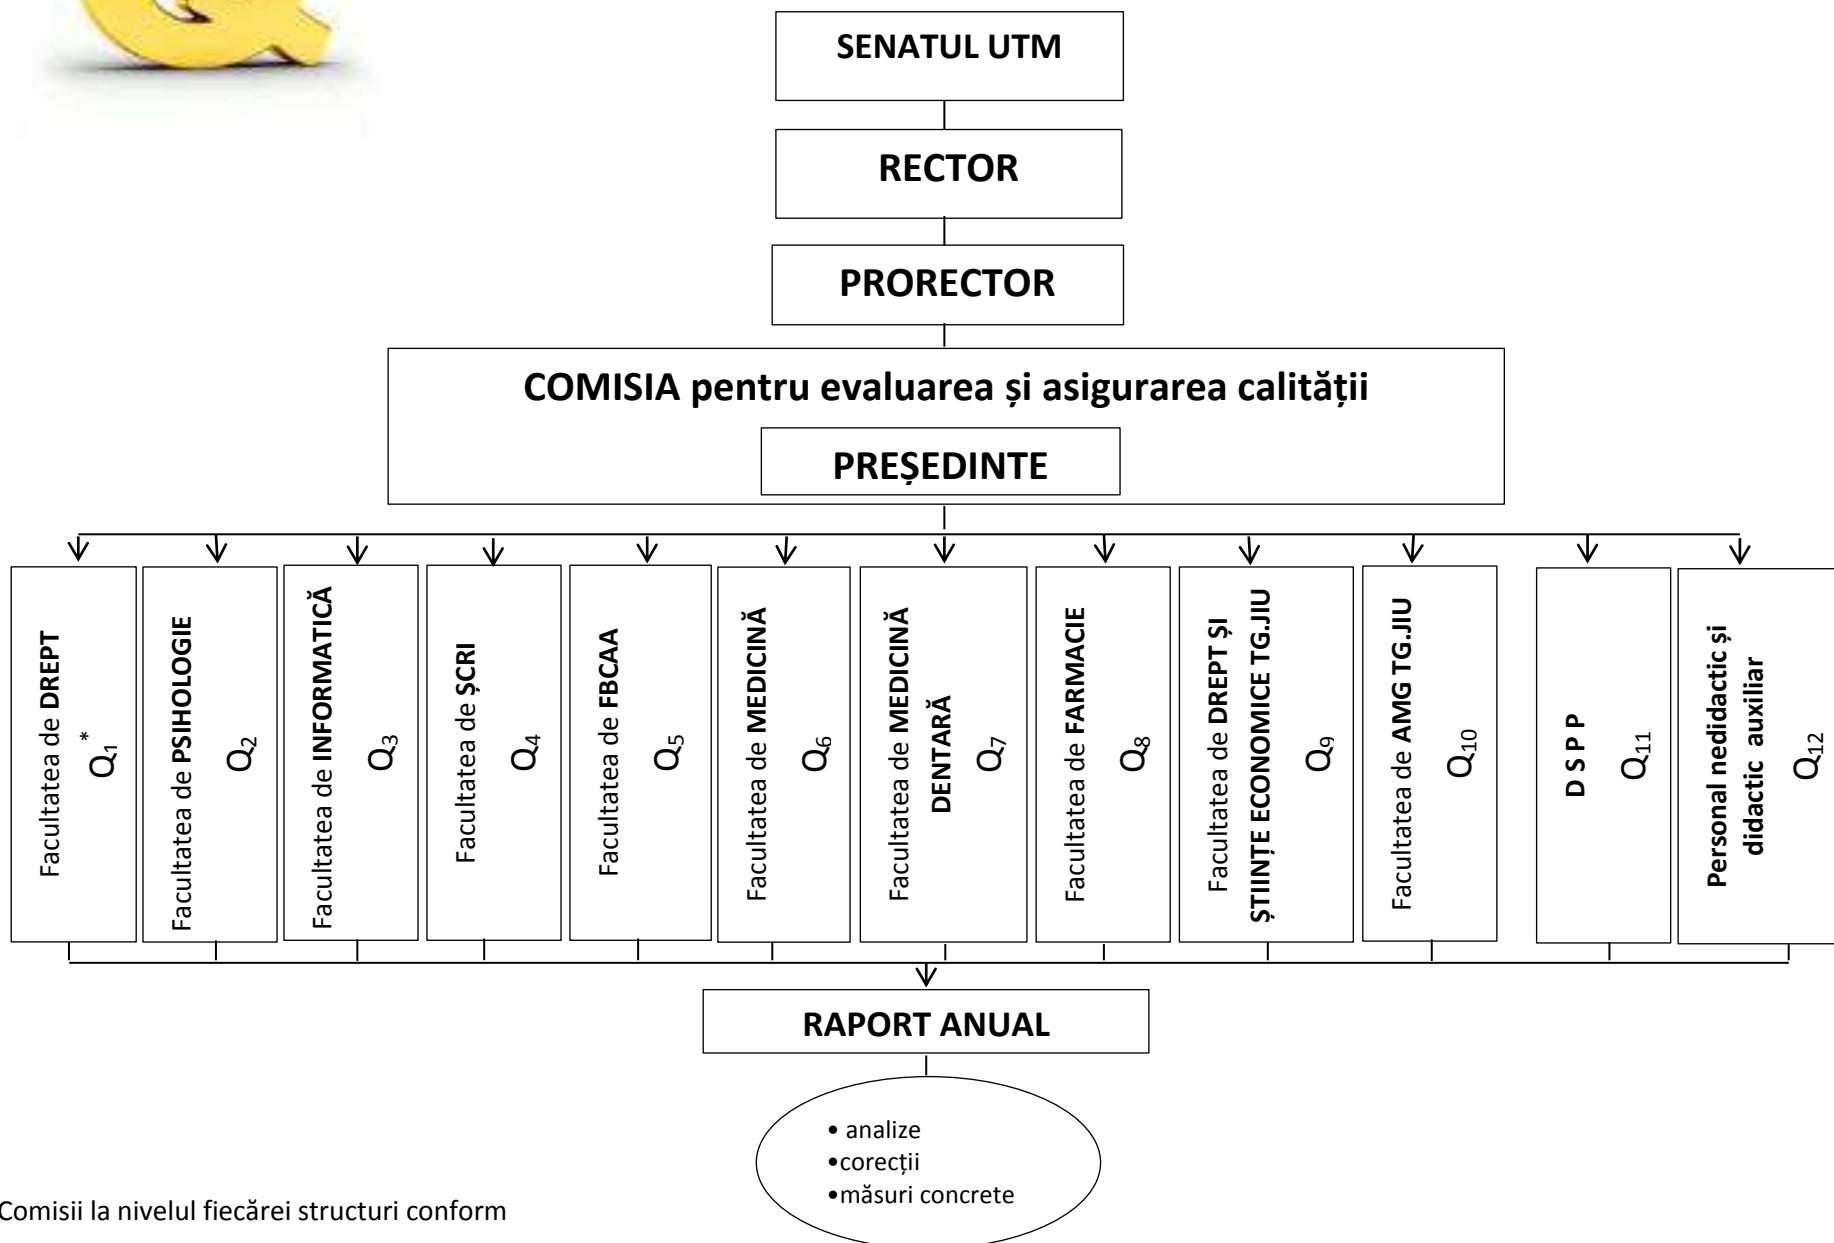 SENATUL UTM
RECTOR
PRORECTOR
COMISIA pentru evaluarea și asigurarea calității
PREȘEDINTE
Facultatea de DREPT
Q1*
Facultatea de PSIHOLOGIE
Q2
Facultatea de INFORMATICĂ
Q3
Facultatea de ȘCRI
Q4
Facultatea de FBCAA
Q5
Facultatea de MEDICINĂ
Q6
Facultatea de MEDICINĂ
DENTARĂ
Q7
Facultatea de FARMACIE
Q8
Facultatea de DREPT ȘI
ȘTIINȚE ECONOMICE TG.JIU
Q9
Facultatea de AMG TG.JIU
Q10
D S P P
Q11
Personal nedidactic și
didactic auxiliar
Q12
RAPORT ANUAL
• analize
•corecții
•măsuri concrete
Comisii la nivelul fiecărei structuri conform